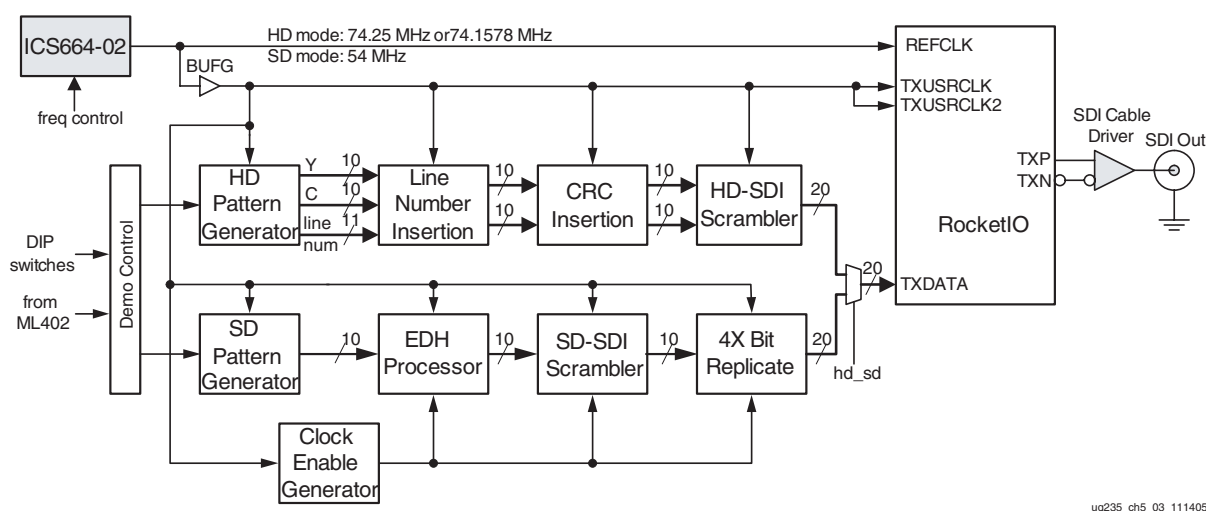 ICS664-02
freq control
BUFG
HD mode: 74.25 MHz or74.1578 MHz
SD mode: 54 MHz
REFCLK
TXUSRCLK
TXUSRCLK2
TXP
TXN
RocketIO
TXDATA
SDI Cable
Driver
SDI Out
DIP
switches
from
ML402
Demo Control
HD
Pattern
Generator
Y
10
C
10
line
num
11
Line
Number
Insertion
10
10
CRC
Insertion
10
10
HD-SDI
Scrambler
20
20
SD
Pattern
Generator
10
EDH
Processor
10
SD-SDI
Scrambler
10
4X Bit
Replicate
20
hd_sd
Clock
Enable
Generator
ug235_ch5_03_111405